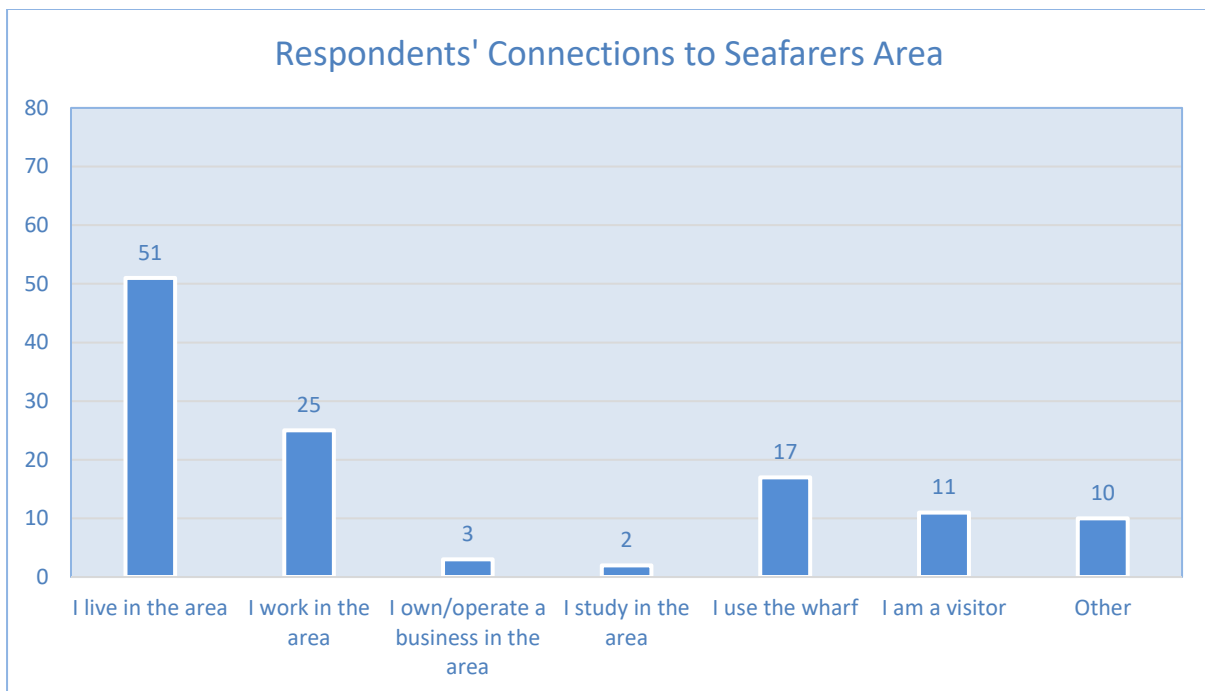 Respondents' Connections to Seafarers Area
80
70
60
50
40
30
20
10
0
51
25
3
2
17
11
10
I live in the area
I work in the
area
I own/operate a
business in the
area
I study in the
area
I use the wharf
I am a visitor
Other